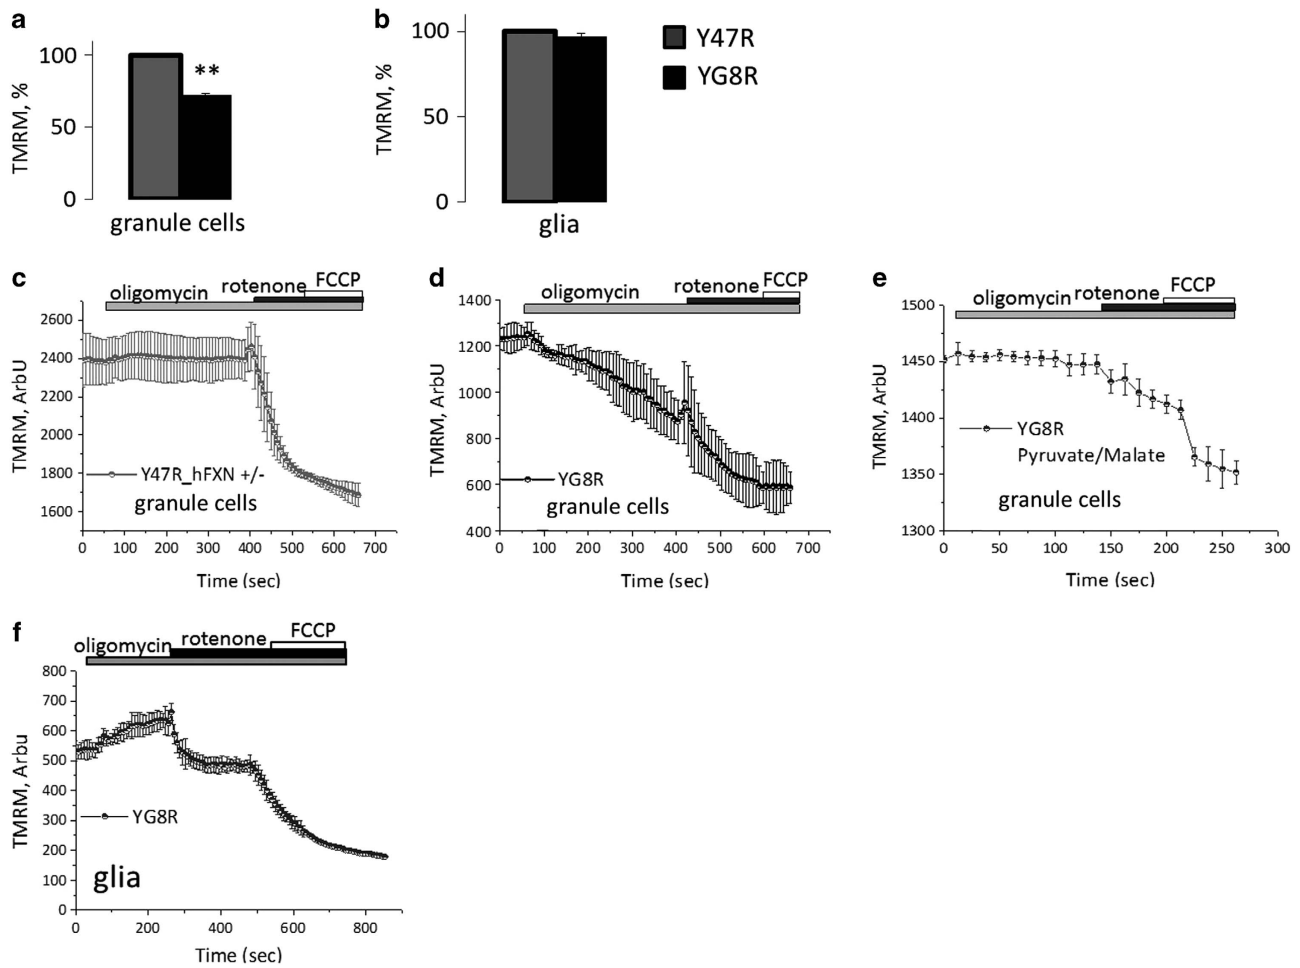 a
TMRM, %
100
50
0
**
granule cells
b
TMRM, %
100
50
0
glia
Y47R
YG8R
c
oligomycin
rotenone
FCCP
TMRM, ArbU
2600
2400
2200
2000
1800
1600
Y47R_hFXN +/-
granule cells
0 100 200 300 400 500 600 700
Time (sec)
d
oligomycin
rotenone
FCCP
TMRM, ArbU
1400
1200
1000
800
600
400
YG8R
granule cells
0 100 200 300 400 500 600 700
Time (sec)
e
oligomycin
rotenone
FCCP
TMRM, ArbU
1500
1450
1400
1350
1300
YG8R
Pyruvate/Malate
granule cells
0 50 100 150 200 250 300
Time (sec)
f
oligomycin
rotenone
FCCP
TMRM, Arbu
800
700
600
500
400
300
200
100
0
YG8R
glia
0 200 400 600 800
Time (sec)